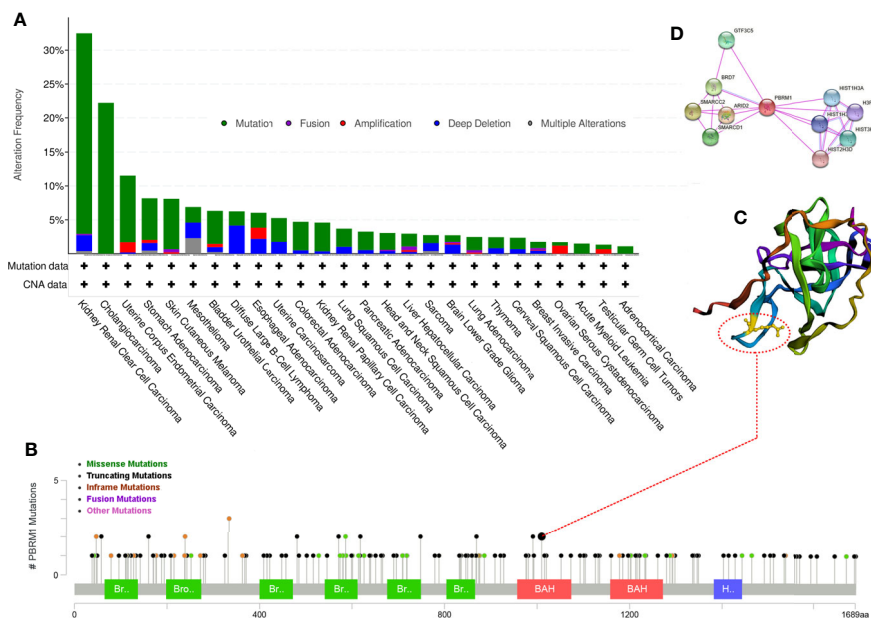 A
Alteration Frequency
30%
25%
20%
15%
10%
5%
Mutation
Fusion
Amplification
Deep Deletion
Multiple Alterations
Mutation data
CNA data
Kidney Renal Clear Cell Carcinoma
Cholangiocarcinoma
Uterine Corpus Endometrial Carcinoma
Stomach Adenocarcinoma
Skin Cutaneous Melanoma
Mesothelioma
Bladder Urothelial Carcinoma
Diffuse Large B-Cell Lymphoma
Esophageal Adenocarcinoma
Uterine Carcinosarcoma
Colorectal Adenocarcinoma
Kidney Renal Papillary Cell Carcinoma
Lung Squamous Cell Carcinoma
Pancreatic Adenocarcinoma
Head and Neck Squamous Cell Carcinoma
Liver Hepatocellular Carcinoma
Sarcoma
Brain Lower Grade Glioma
Lung Adenocarcinoma
Thymoma
Cervical Squamous Cell Carcinoma
Breast Invasive Carcinoma
Ovarian Serous Cystadenocarcinoma
Acute Myeloid Leukemia
Testicular Germ Cell Tumors
Adrenocortical Carcinoma
D
GTF3C5
BRD7
PBRM1
SMARCC2
ARID2
SMARCD1
HIST1H3A
HIST2H3D
C
B
Missense Mutations
Truncating Mutations
Inframe Mutations
Fusion Mutations
Other Mutations
# PBRM1 Mutations
5
0
Br..
Bro..
Br..
Br..
Br..
Br..
BAH
BAH
H..
0
400
800
1200
1689aa